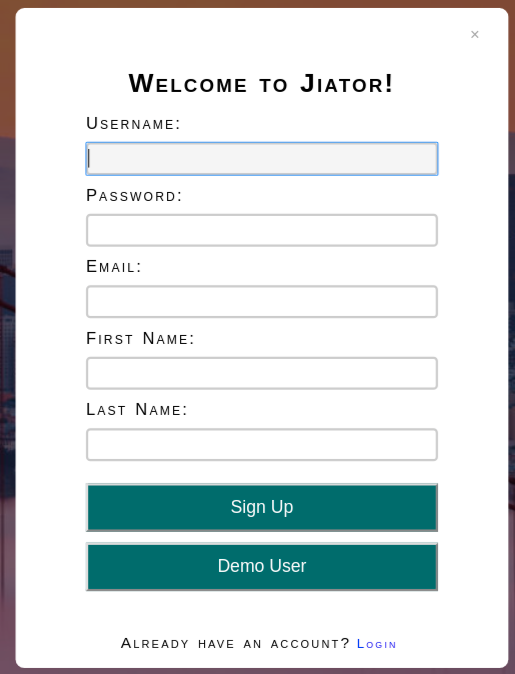 ×
Welcome to Jiator!
Username:
Password:
Email:
First Name:
Last Name:
Sign Up
Demo User
Already have an account? Login